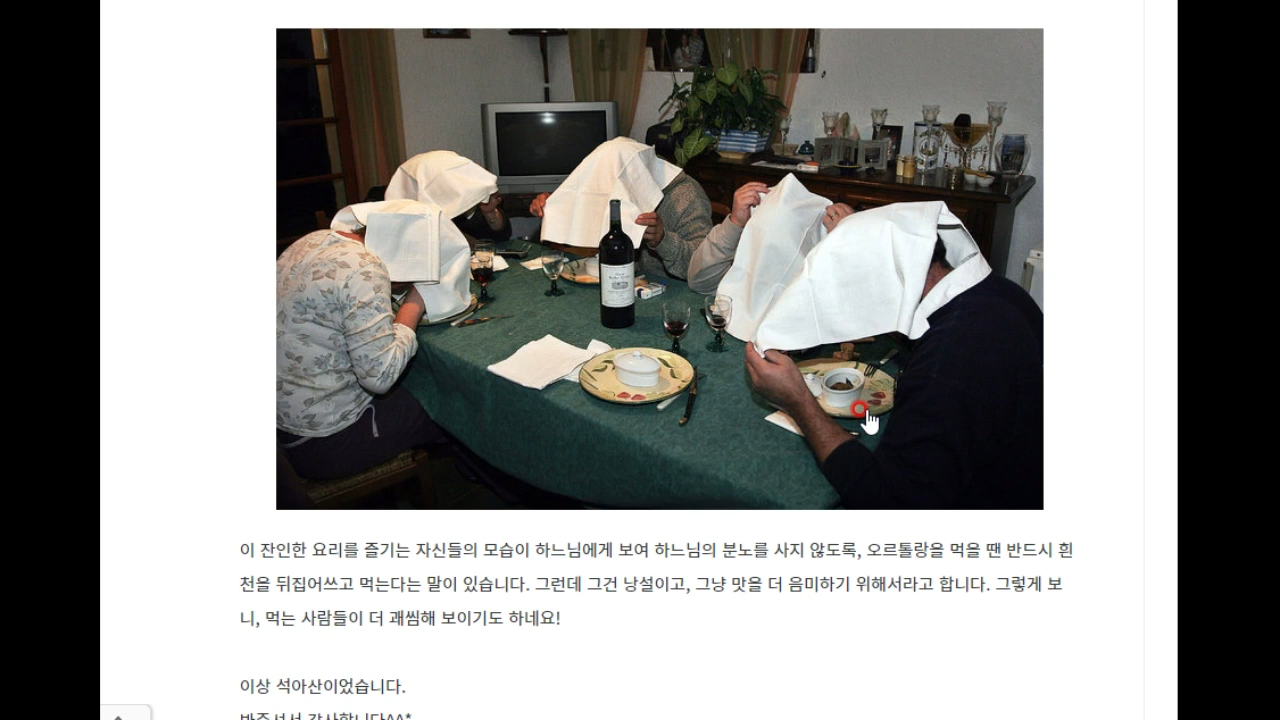 이 잔인한 요리를 즐기는 자신들의 모습이 하느님에게 보여 하느님의 분노를 사지 않도록, 오르톨랑을 먹을 땐 반드시 흰
천을 뒤집어쓰고 먹는다는 말이 있습니다. 그런데 그건 낭설이고, 그냥 맛을 더 음미하기 위해서라고 합니다. 그렇게 보
니, 먹는 사람들이 더 괘씸해 보이기도 하네요!
이상 석아산이었습니다.